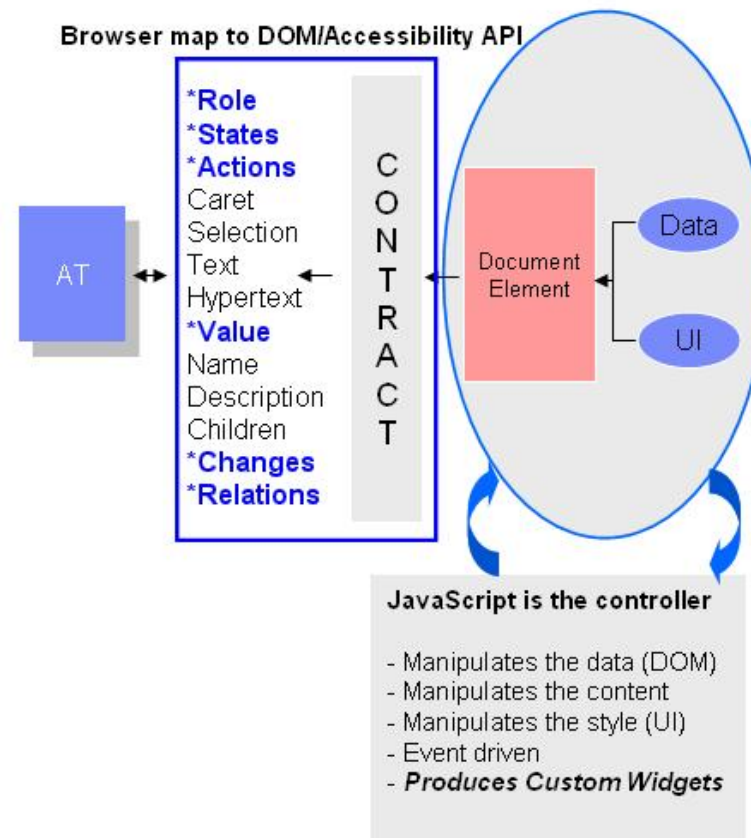 Browser map to DOM/Accessibility API
AT
*Role
*States
*Actions
Caret
Selection
Text
Hypertext
*Value
Name
Description
Children
*Changes
*Relations
C
O
N
T
R
A
C
T
Document
Element
Data
UI
JavaScript is the controller
- Manipulates the data (DOM)
- Manipulates the content
- Manipulates the style (UI)
- Event driven
- Produces Custom Widgets